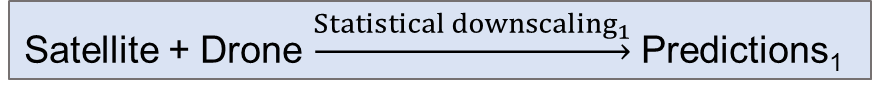 Statistical downscaling₁
Satellite + Drone ⟶ Predictions₁